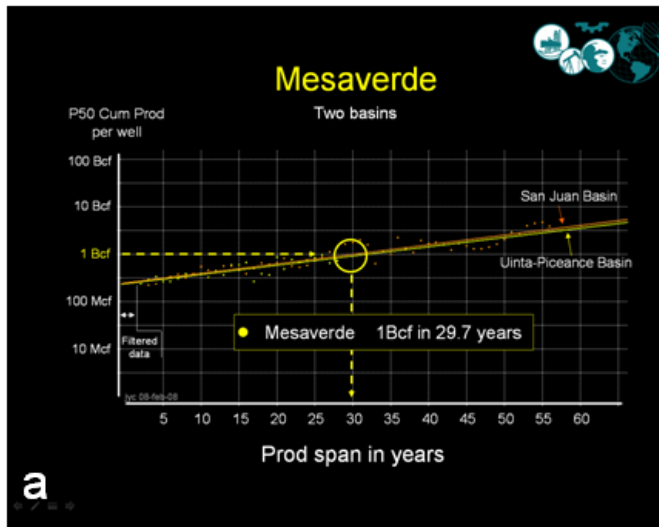 Mesaverde
Two basins
P50 Cum Prod
per well
100 Bcf
10 Bcf
1 Bcf
100 Mcf
10 Mcf
San Juan Basin
Uinta-Piceance Basin
Mesaverde 1Bcf in 29.7 years
Filtered
data
jyc 08-feb-08
5 10 15 20 25 30 35 40 45 50 55 60 65
Prod span in years
a